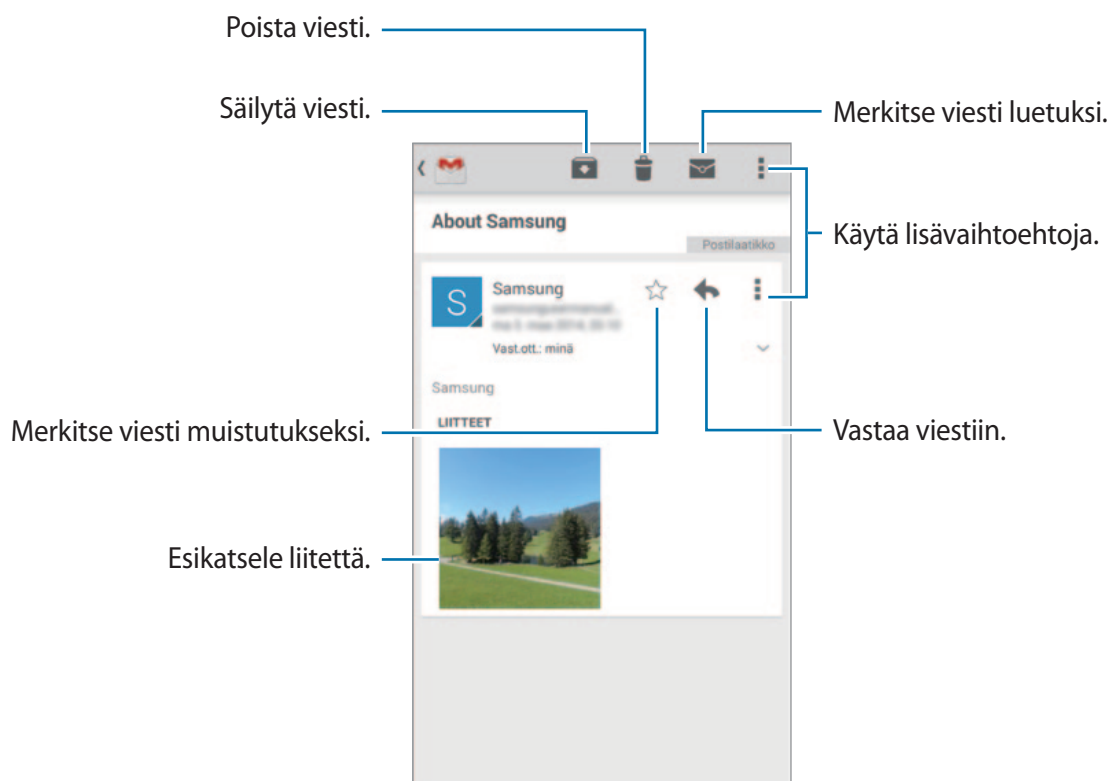 Poista viesti.
Säilytä viesti.
Merkitse viesti luetuksi.
About Samsung
Postilaatikko
Käytä lisävaihtoehtoja.
S
Samsung
Vast.ott.: minä
Samsung
LIITTEET
Merkitse viesti muistutukseksi.
Vastaa viestiin.
Esikatsele liitettä.